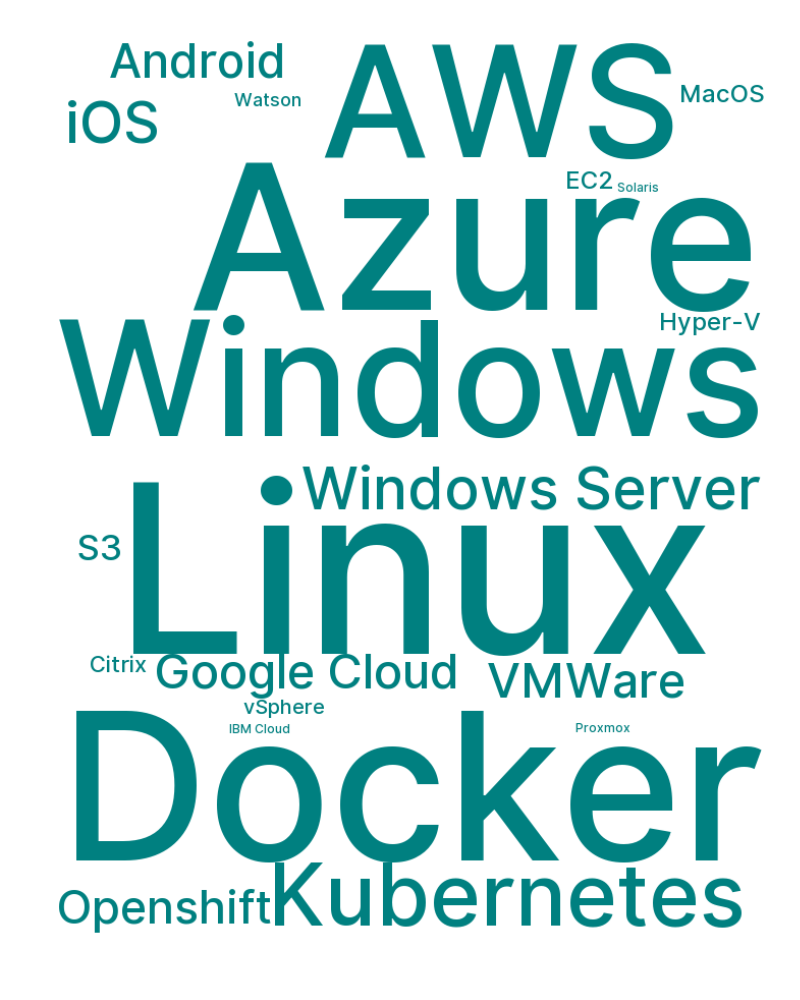 Android
AWS
MacOS
Watson
iOS
EC2
Solaris
Azure
Hyper-V
Windows
Windows Server
S3
Linux
Citrix
Google Cloud
VMWare
vSphere
IBM Cloud
Proxmox
Docker
Openshift
Kubernetes